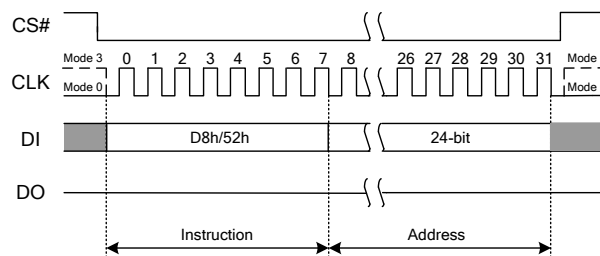 CS#
Mode 3 0 1 2 3 4 5 6 7 8 26 27 28 29 30 31 Mode
CLK
Mode 0 Mode
DI D8h/52h 24-bit
DO
Instruction Address